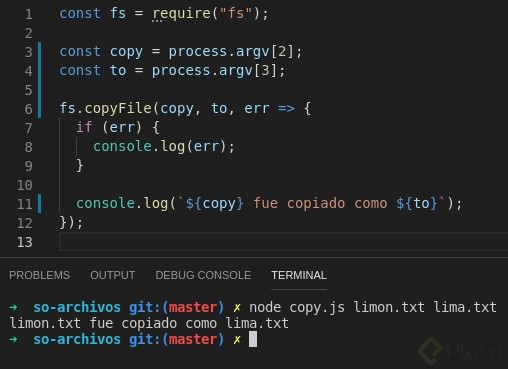 1 const fs = require("fs");
2
3 const copy = process.argv[2];
4 const to = process.argv[3];
5
6 fs.copyFile(copy, to, err => {
7 if (err) {
8 console.log(err);
9 }
10
11 console.log(`${copy} fue copiado como ${to}`);
12 });
13
PROBLEMS OUTPUT DEBUG CONSOLE TERMINAL
➜ so-archivos git:(master) ✗ node copy.js limon.txt lima.txt
limon.txt fue copiado como lima.txt
➜ so-archivos git:(master) ✗
Platzi